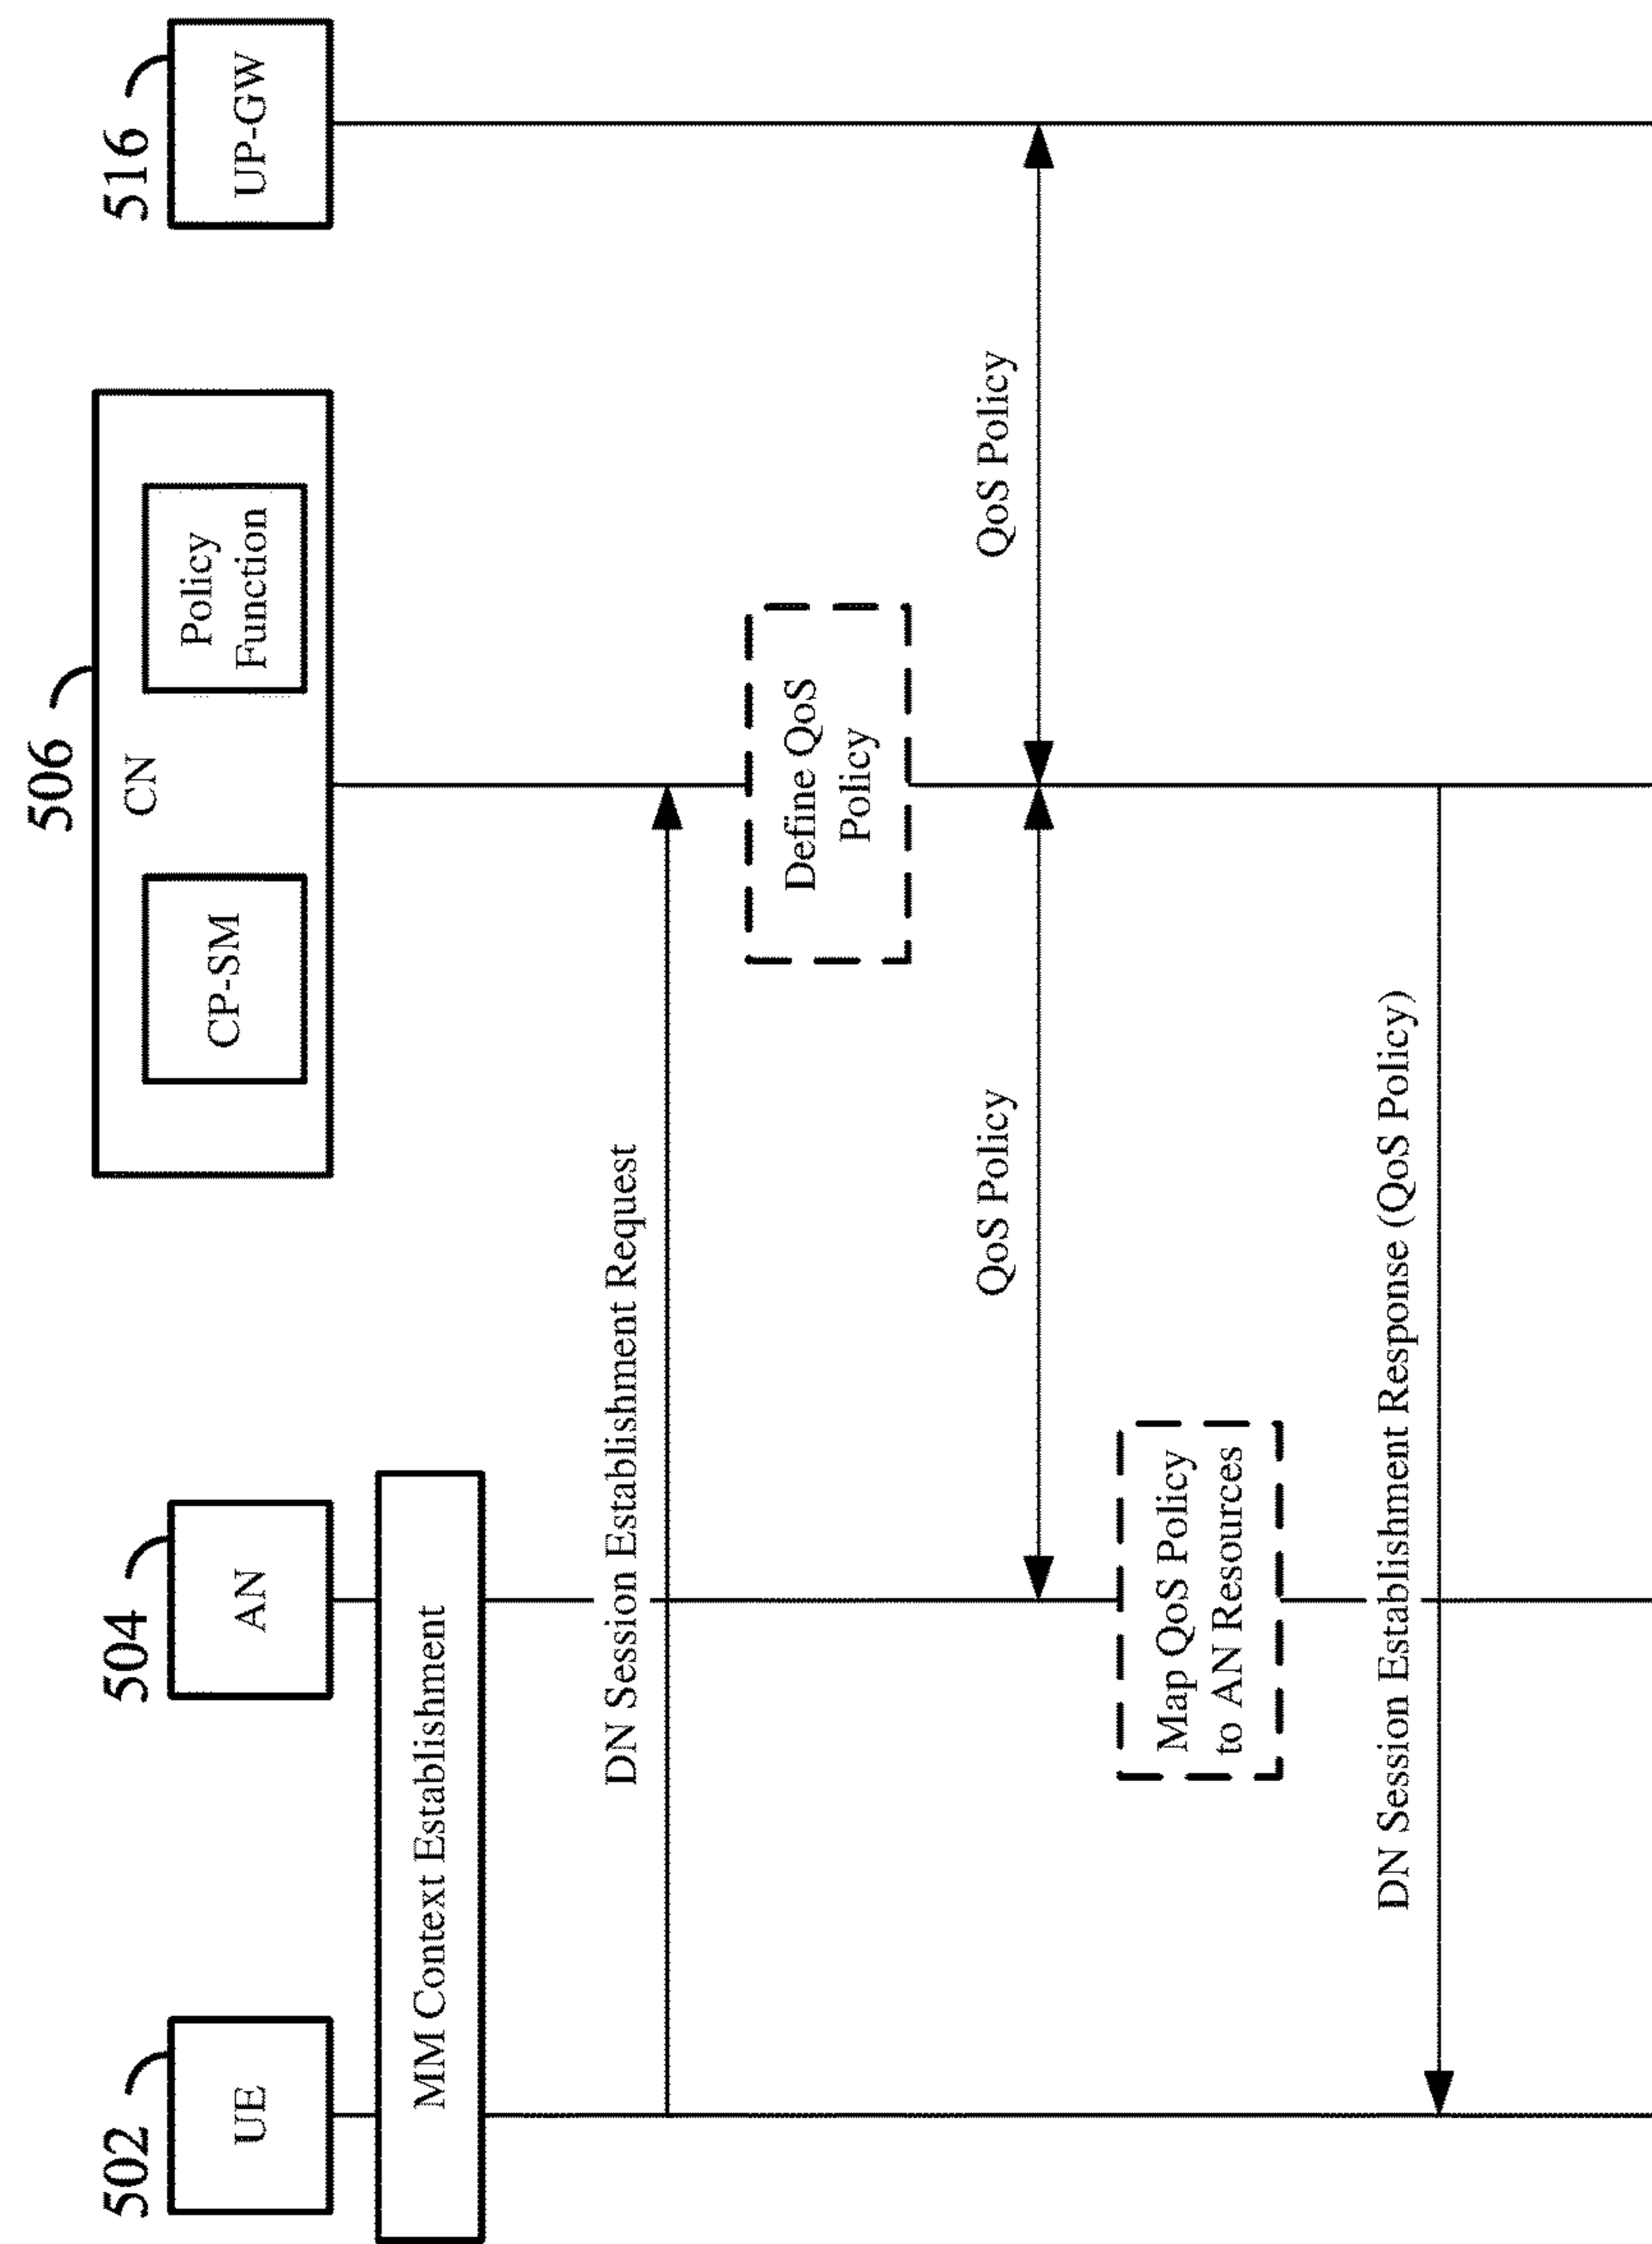 502
504
506
516
UE
AN
CN
CP-SM
Policy
Function
UP-GW
MM Context Establishment
DN Session Establishment Request
Define QoS
Policy
QoS Policy
QoS Policy
Map QoS Policy
to AN Resources
DN Session Establishment Response (QoS Policy)